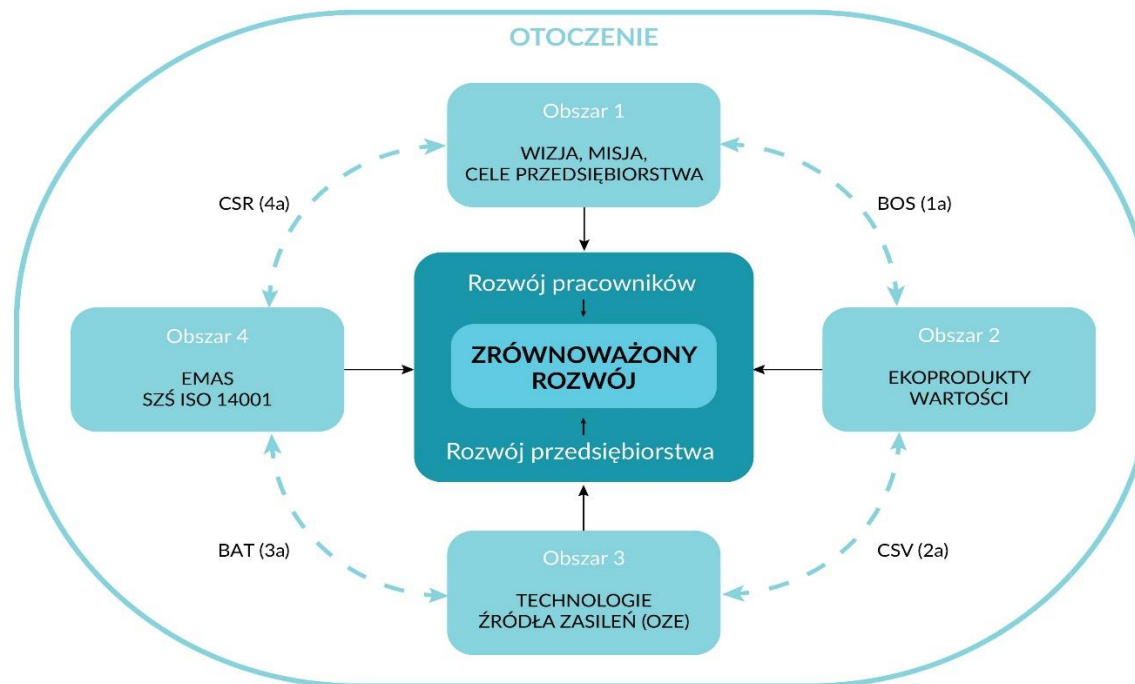 OTOCZENIE
Obszar 1
WIZJA, MISJA,
CELE PRZEDSIĘBIORSTWA
CSR (4a)
BOS (1a)
Rozwój pracowników
Obszar 4
EMAS
SZŚ ISO 14001
ZRÓWNOWAŻONY
ROZWÓJ
Obszar 2
EKOPRODUKTY
WARTOŚCI
Rozwój przedsiębiorstwa
BAT (3a)
CSV (2a)
Obszar 3
TECHNOLOGIE
ŹRÓDŁA ZASILEŃ (OZE)